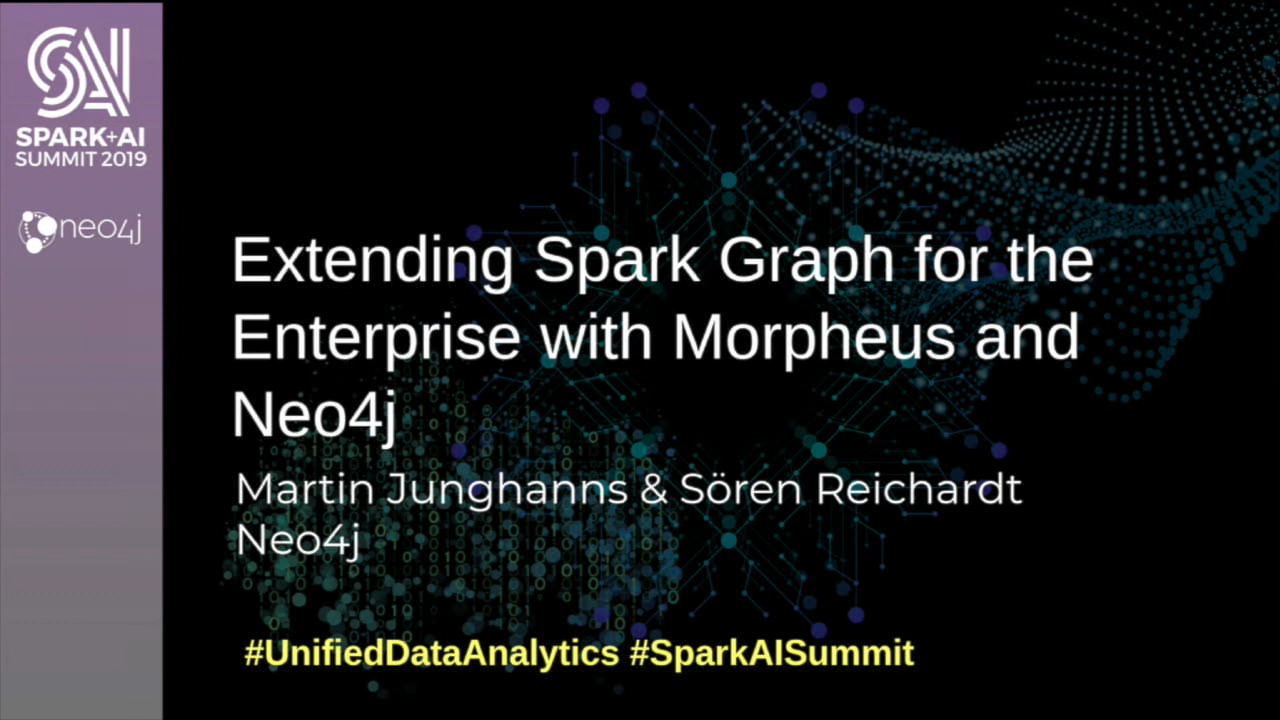 SPARK+AI
SUMMIT 2019
neo4j
Extending Spark Graph for the
Enterprise with Morpheus and
Neo4j
Martin Junghanns & Sören Reichardt
Neo4j
#UnifiedDataAnalytics #SparkAISummit